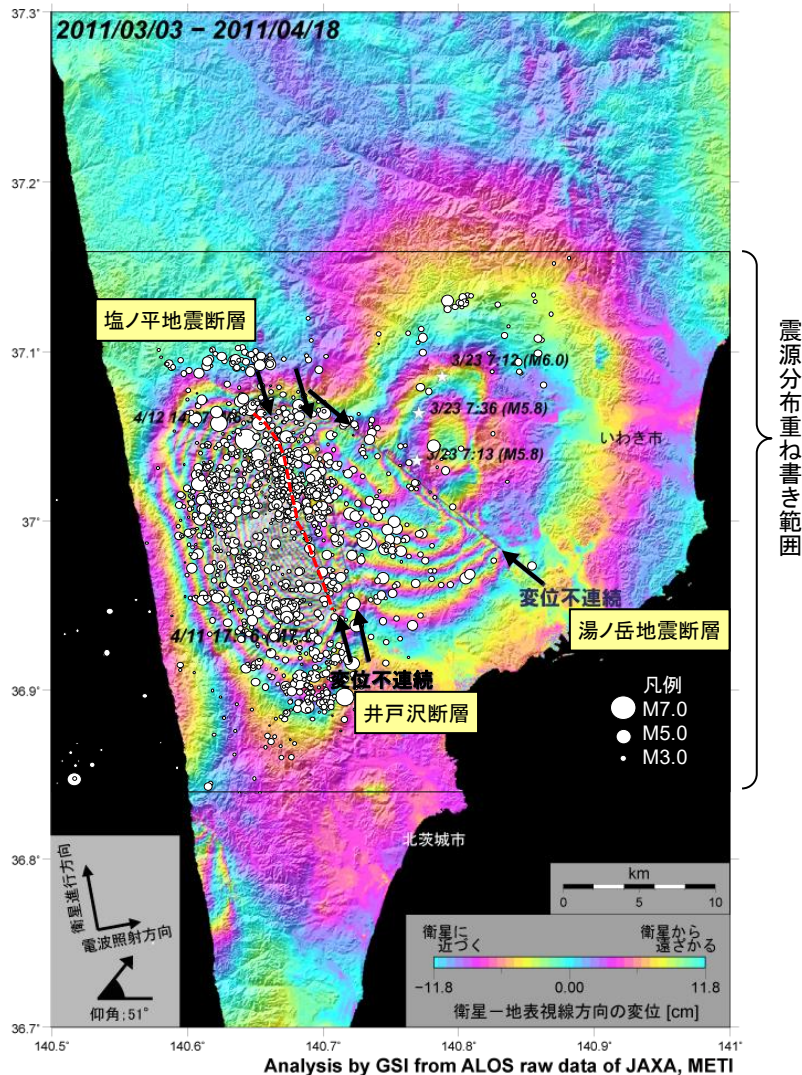 37.3°
2011/03/03 − 2011/04/18
37.2°
塩ノ平地震断層
37.1°
3/23 7:12 (M6.0)
3/23 7:36 (M5.8)
3/23 7:13 (M5.8)
いわき市
震源分布重ね書き範囲
37°
変位不連続
湯ノ岳地震断層
変位不連続
36.9°
井戸沢断層
凡例
M7.0
M5.0
M3.0
北茨城市
36.8°
衛星進行方向
電波照射方向
仰角;51°
km
0 5 10
衛星に
近づく
衛星から
遠ざかる
−11.8 0.00 11.8
衛星ー地表視線方向の変位 [cm]
36.7°
140.5° 140.6° 140.7° 140.8° 140.9° 141°
Analysis by GSI from ALOS raw data of JAXA, METI